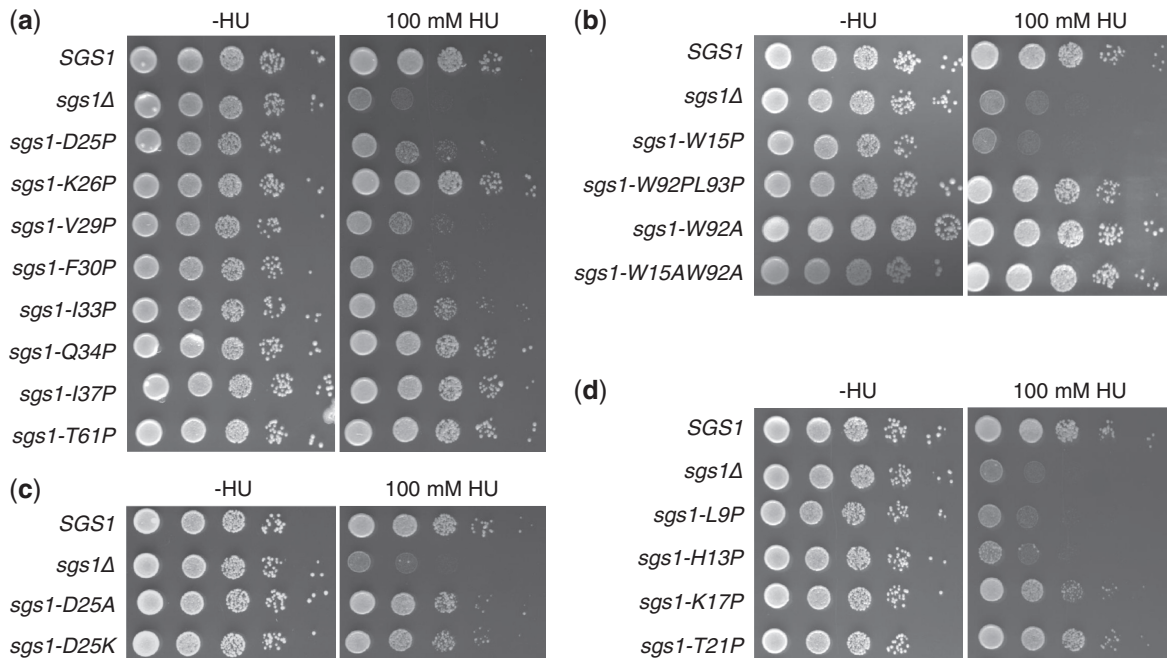 (a)
-HU 100 mM HU
SGS1
sgs1Δ
sgs1-D25P
sgs1-K26P
sgs1-V29P
sgs1-F30P
sgs1-I33P
sgs1-Q34P
sgs1-I37P
sgs1-T61P
(b)
-HU 100 mM HU
SGS1
sgs1Δ
sgs1-W15P
sgs1-W92PL93P
sgs1-W92A
sgs1-W15AW92A
(c)
-HU 100 mM HU
SGS1
sgs1Δ
sgs1-D25A
sgs1-D25K
(d)
-HU 100 mM HU
SGS1
sgs1Δ
sgs1-L9P
sgs1-H13P
sgs1-K17P
sgs1-T21P